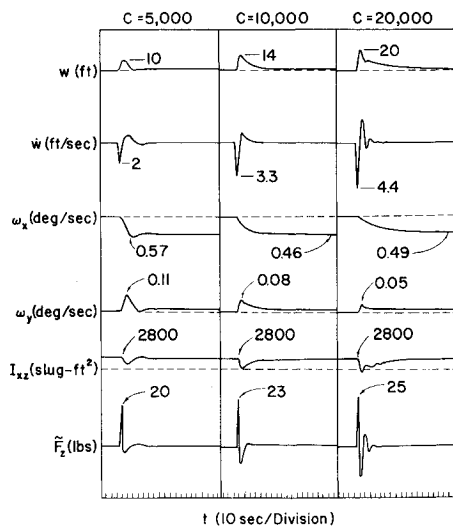 C=5,000 C=10,000 C=20,000
w (ft) 10 14 20
ẇ (ft/sec) 2 3.3 4.4
ωx (deg/sec) 0.57 0.46 0.49
ωy (deg/sec) 0.11 0.08 0.05
Ixz (slug-ft²) 2800 2800 2800
F̃z (lbs) 20 23 25
t (10 sec/Division)